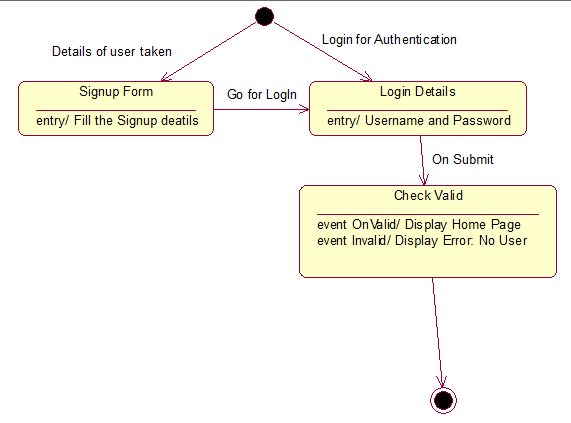 Login for Authentication
Details of user taken
Signup Form
entry/ Fill the Signup deatils
Go for LogIn
Login Details
entry/ Username and Password
On Submit
Check Valid
event OnValid/ Display Home Page
event Invalid/ Display Error: No User